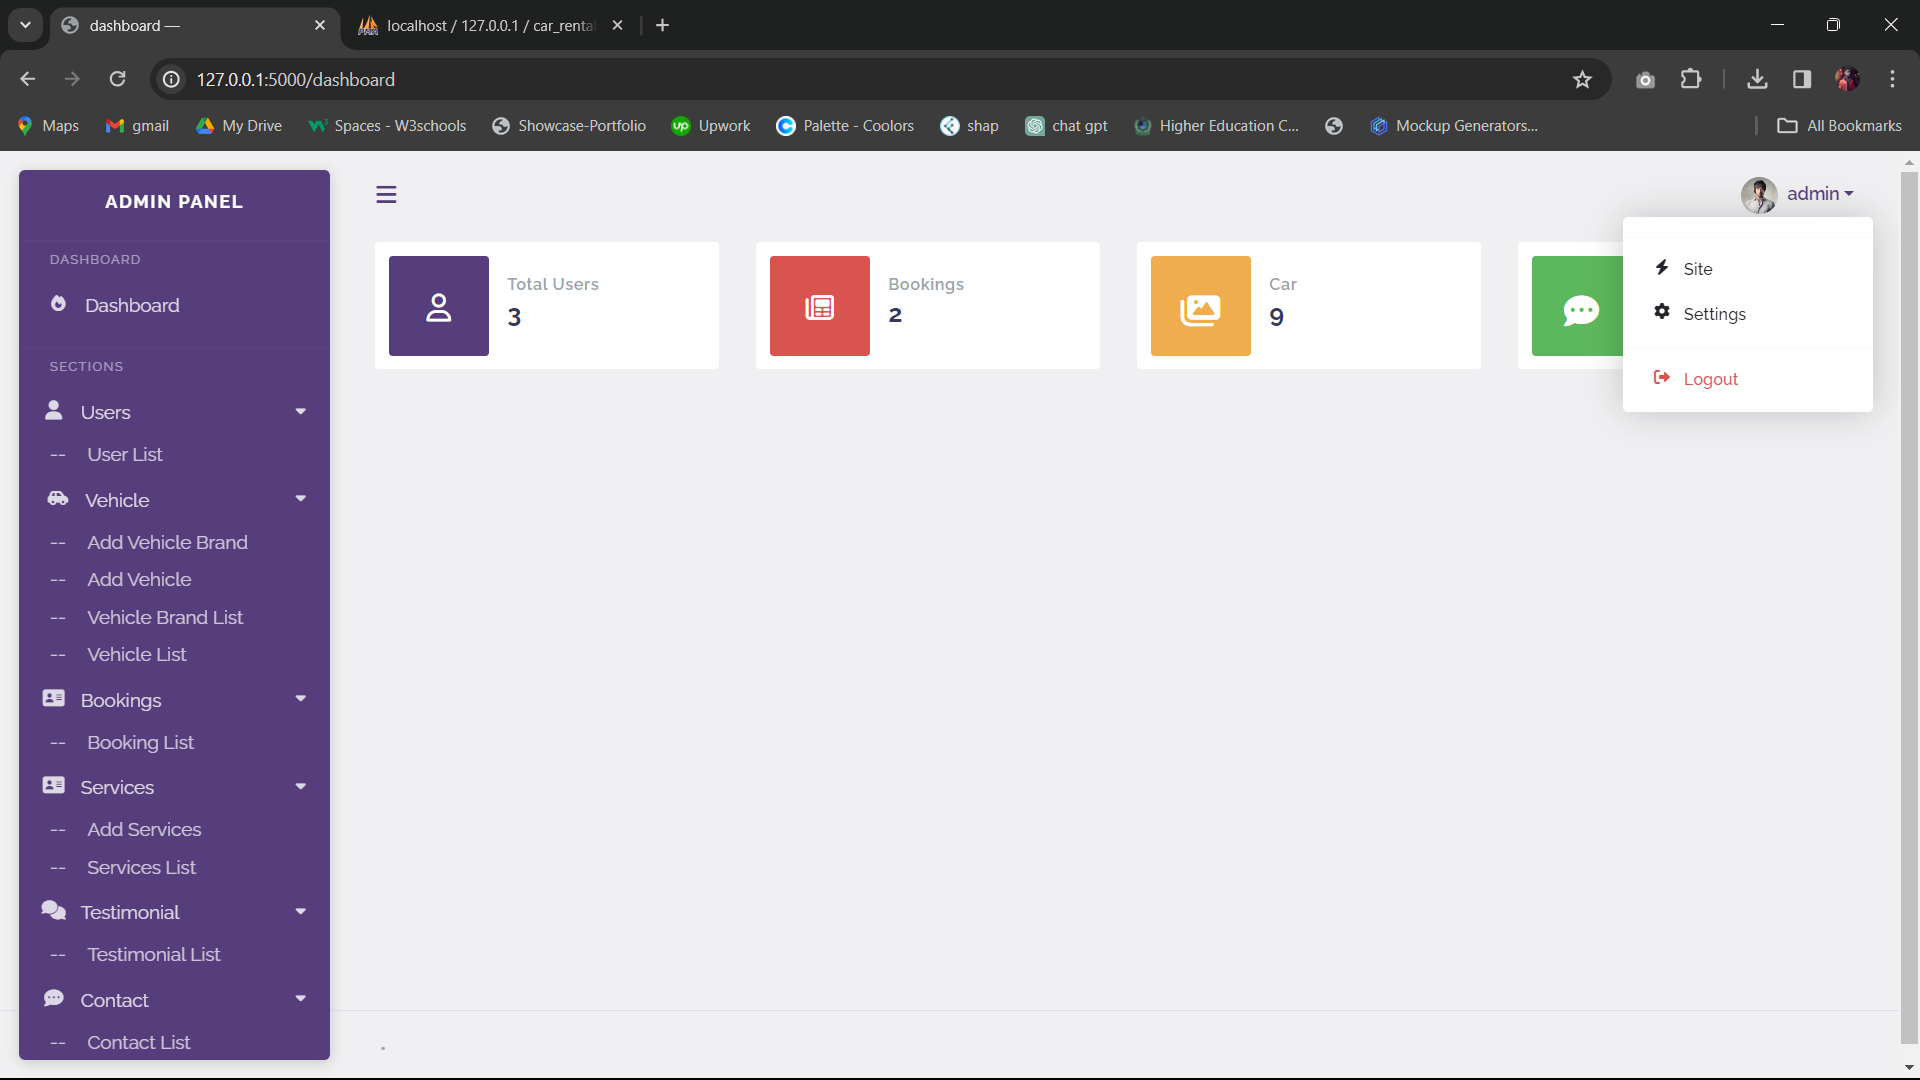 dashboard —
localhost / 127.0.0.1 / car_renta
127.0.0.1:5000/dashboard
Maps
gmail
My Drive
Spaces - W3schools
Showcase-Portfolio
Upwork
Palette - Coolors
shap
chat gpt
Higher Education C...
Mockup Generators...
All Bookmarks
ADMIN PANEL
admin
DASHBOARD
Dashboard
SECTIONS
Users
-- User List
Vehicle
-- Add Vehicle Brand
-- Add Vehicle
-- Vehicle Brand List
-- Vehicle List
Bookings
-- Booking List
Services
-- Add Services
-- Services List
Testimonial
-- Testimonial List
Contact
-- Contact List
Total Users
3
Bookings
2
Car
9
Site
Settings
Logout
.